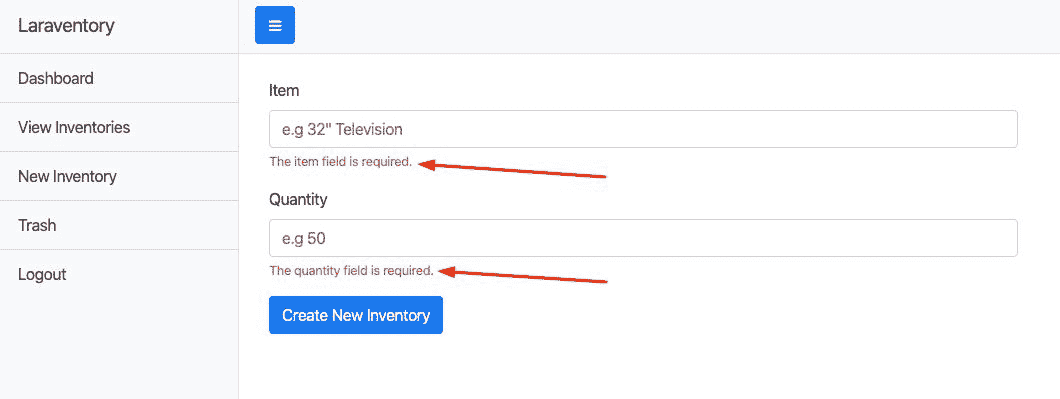 Laraventory
Dashboard
View Inventories
New Inventory
Trash
Logout
Item
e.g 32" Television
The item field is required.
Quantity
e.g 50
The quantity field is required.
Create New Inventory